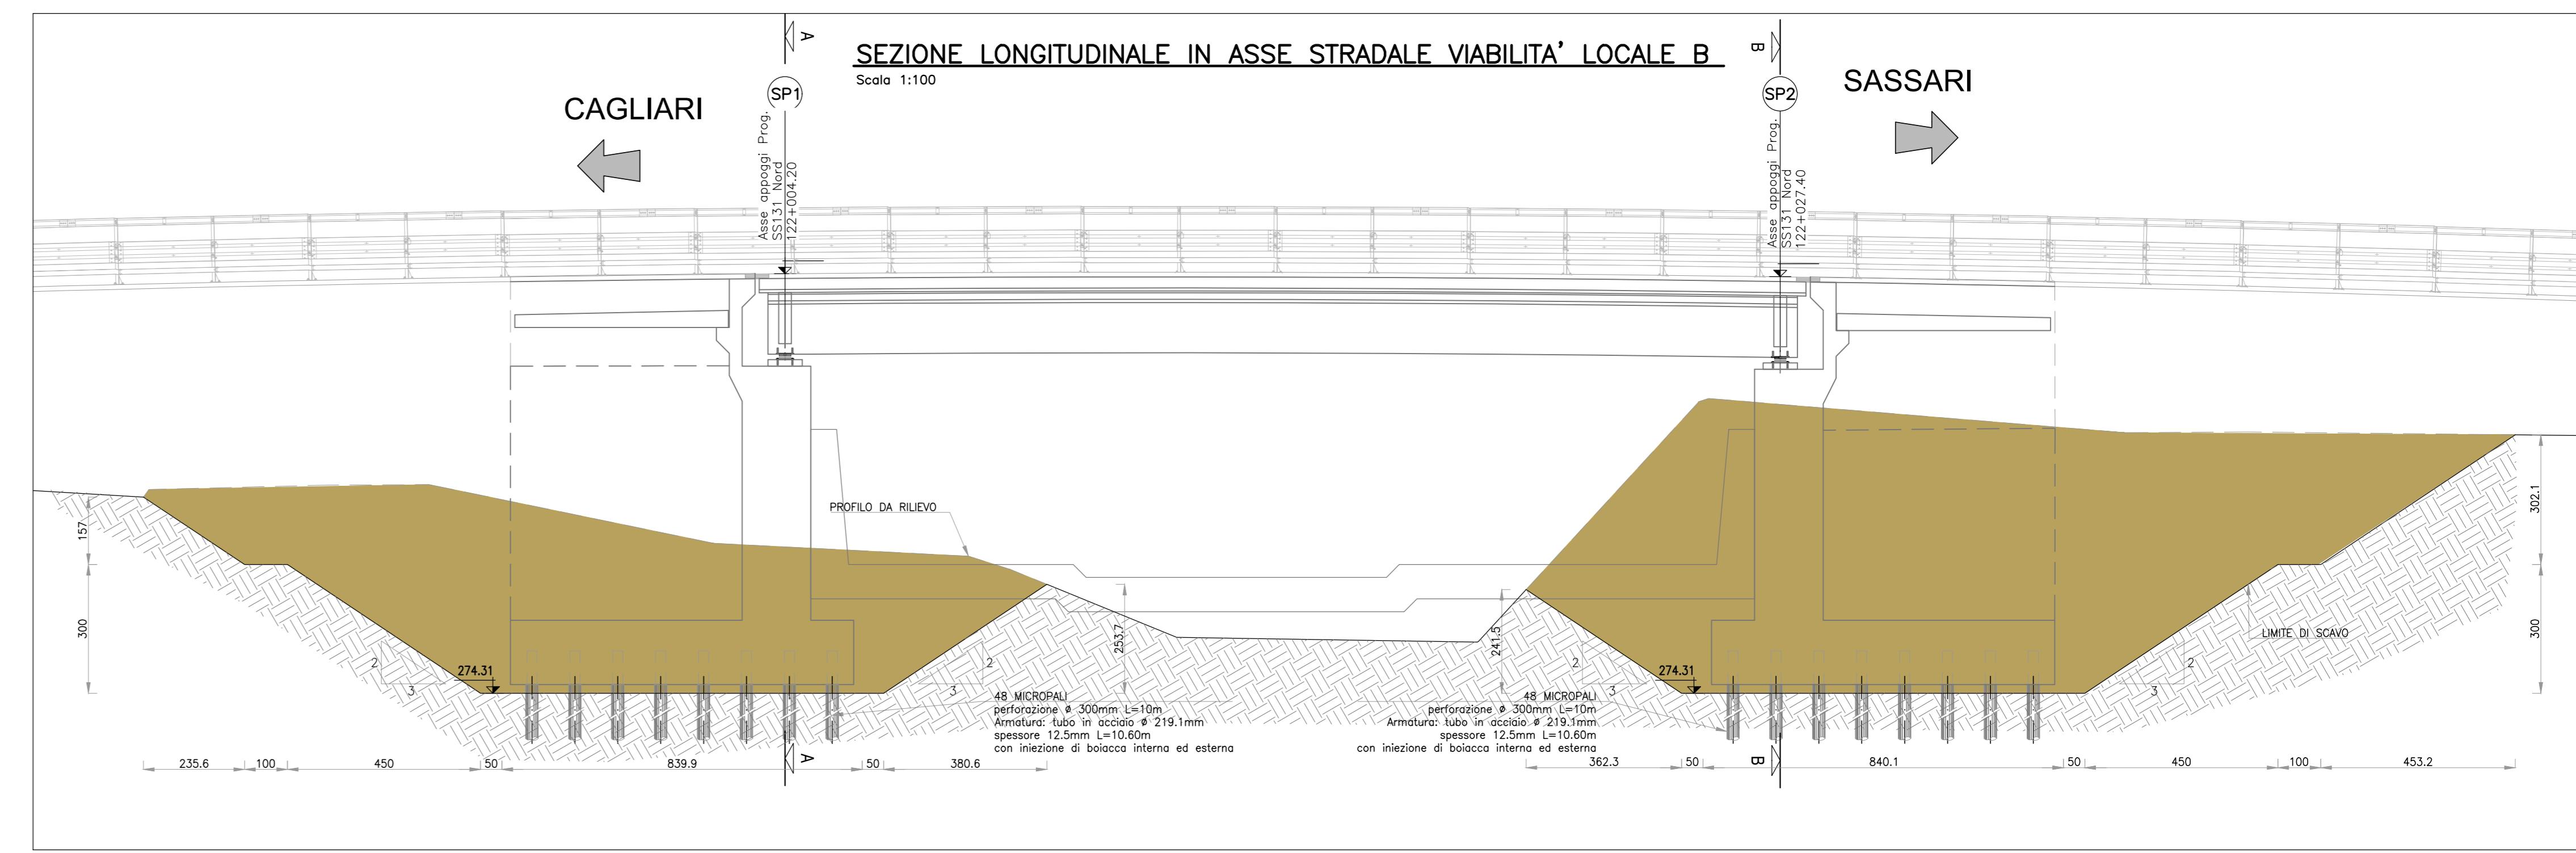 A
B
SEZIONE LONGITUDINALE IN ASSE STRADALE VIABILITA' LOCALE B
Scala 1:100
CAGLIARI
SP1
SP2
SASSARI
Asse appoggi Prog.
SS131 Nord
122+004.20
Asse appoggi Prog.
SS131 Nord
122+027.40
PROFILO DA RILIEVO
157
300
302.1
300
253.7
241.5
LIMITE DI SCAVO
2
3
2
3
2
3
2
3
274.31
274.31
48 MICROPALI
perforazione ø 300mm L=10m
Armatura: tubo in acciaio ø 219.1mm
spessore 12.5mm L=10.60m
con iniezione di boiacca interna ed esterna
48 MICROPALI
perforazione ø 300mm L=10m
Armatura: tubo in acciaio ø 219.1mm
spessore 12.5mm L=10.60m
con iniezione di boiacca interna ed esterna
235.6
100
450
50
839.9
50
380.6
A
362.3
50
B
840.1
50
450
100
453.2